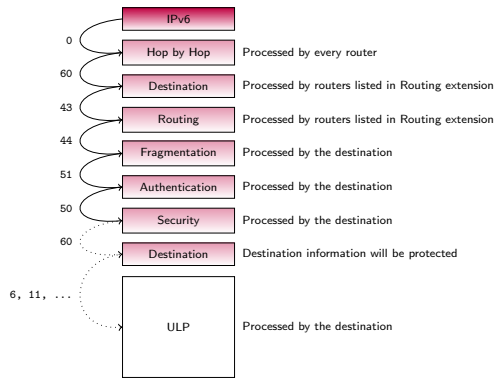 IPv6
0
Hop by Hop Processed by every router
60
Destination Processed by routers listed in Routing extension
43
Routing Processed by routers listed in Routing extension
44
Fragmentation Processed by the destination
51
Authentication Processed by the destination
50
Security Processed by the destination
60
Destination Destination information will be protected
6, 11, ...
ULP Processed by the destination